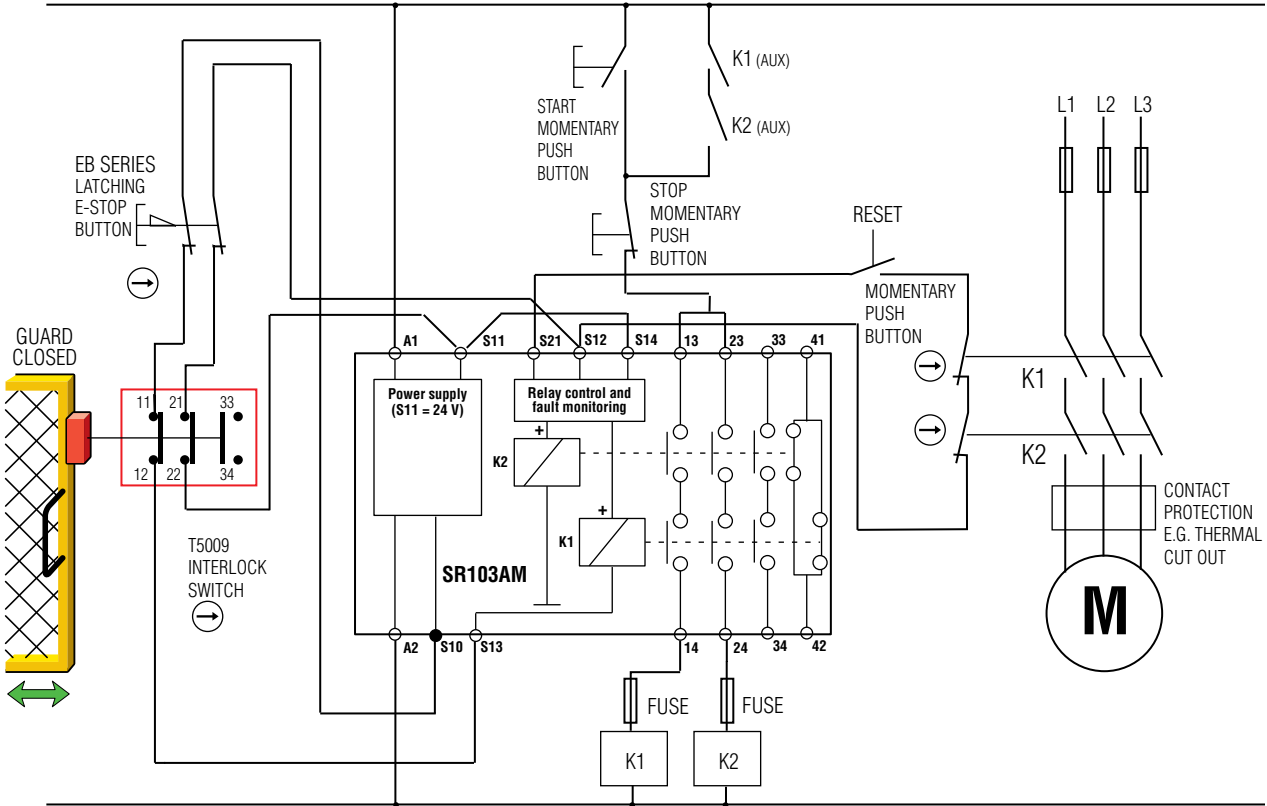 K1 (AUX)
K2 (AUX)
START
MOMENTARY
PUSH
BUTTON
L1 L2 L3
EB SERIES
LATCHING
E-STOP
BUTTON
STOP
MOMENTARY
PUSH
BUTTON
RESET
MOMENTARY
PUSH
BUTTON
GUARD
CLOSED
A1 S11 S21 S12 S14 13 23 33 41
Power supply
(S11 = 24 V)
Relay control and
fault monitoring
K1
11 21 33
+
K2
K2
12 22 34
+
K1
CONTACT
PROTECTION
E.G. THERMAL
CUT OUT
T5009
INTERLOCK
SWITCH
SR103AM
M
A2 S10 S13 14 24 34 42
FUSE FUSE
K1 K2